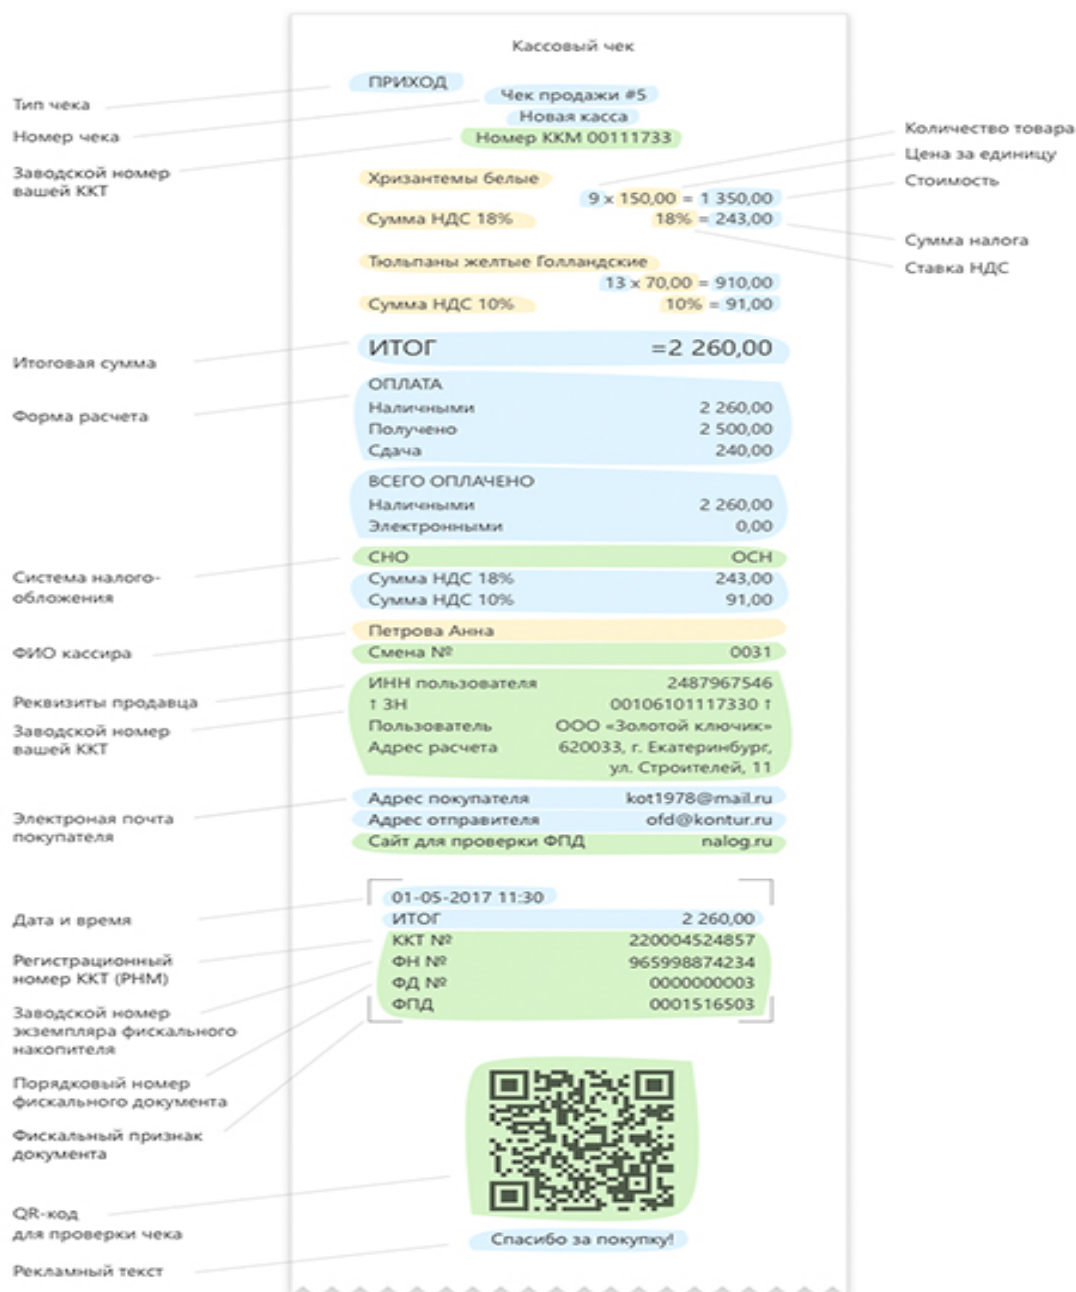 Кассовый чек
ПРИХОД
Чек продажи #5
Новая касса
Номер ККМ 00111733
Хризантемы белые
9 x 150,00 = 1 350,00
Сумма НДС 18% 18% = 243,00
Тюльпаны желтые Голландские
13 x 70,00 = 910,00
Сумма НДС 10% 10% = 91,00
ИТОГ =2 260,00
ОПЛАТА
Наличными 2 260,00
Получено 2 500,00
Сдача 240,00
ВСЕГО ОПЛАЧЕНО
Наличными 2 260,00
Электронными 0,00
СНО ОСН
Сумма НДС 18% 243,00
Сумма НДС 10% 91,00
Петрова Анна
Смена № 0031
ИНН пользователя 2487967546
↑ ЗН 00106101117330 ↑
Пользователь ООО «Золотой ключик»
Адрес расчета 620033, г. Екатеринбург,
ул. Строителей, 11
Адрес покупателя kot1978@mail.ru
Адрес отправителя ofd@kontur.ru
Сайт для проверки ФПД nalog.ru
01-05-2017 11:30
ИТОГ 2 260,00
ККТ № 220004524857
ФН № 965998874234
ФД № 0000000003
ФПД 0001516503
Спасибо за покупку!
Тип чека
Номер чека
Заводской номер
вашей ККТ
Итоговая сумма
Форма расчета
Система налого-
обложения
ФИО кассира
Реквизиты продавца
Заводской номер
вашей ККТ
Электроная почта
покупателя
Дата и время
Регистрационный
номер ККТ (РНМ)
Заводской номер
экземпляра фискального
накопителя
Порядковый номер
фискального документа
Фискальный признак
документа
QR-код
для проверки чека
Рекламный текст
Количество товара
Цена за единицу
Стоимость
Сумма налога
Ставка НДС